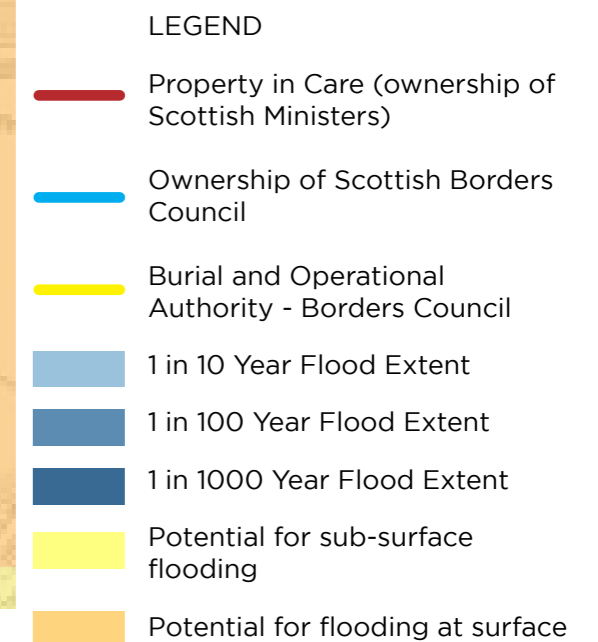 LEGEND
Property in Care (ownership of
Scottish Ministers)
Ownership of Scottish Borders
Council
Burial and Operational
Authority - Borders Council
1 in 10 Year Flood Extent
1 in 100 Year Flood Extent
1 in 1000 Year Flood Extent
Potential for sub-surface
flooding
Potential for flooding at surface